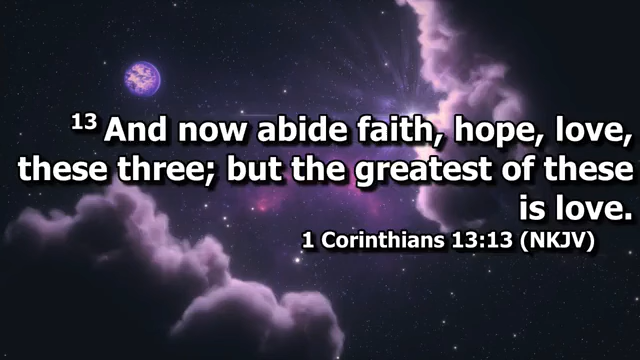 13 And now abide faith, hope, love,
these three; but the greatest of these
is love.
1 Corinthians 13:13 (NKJV)